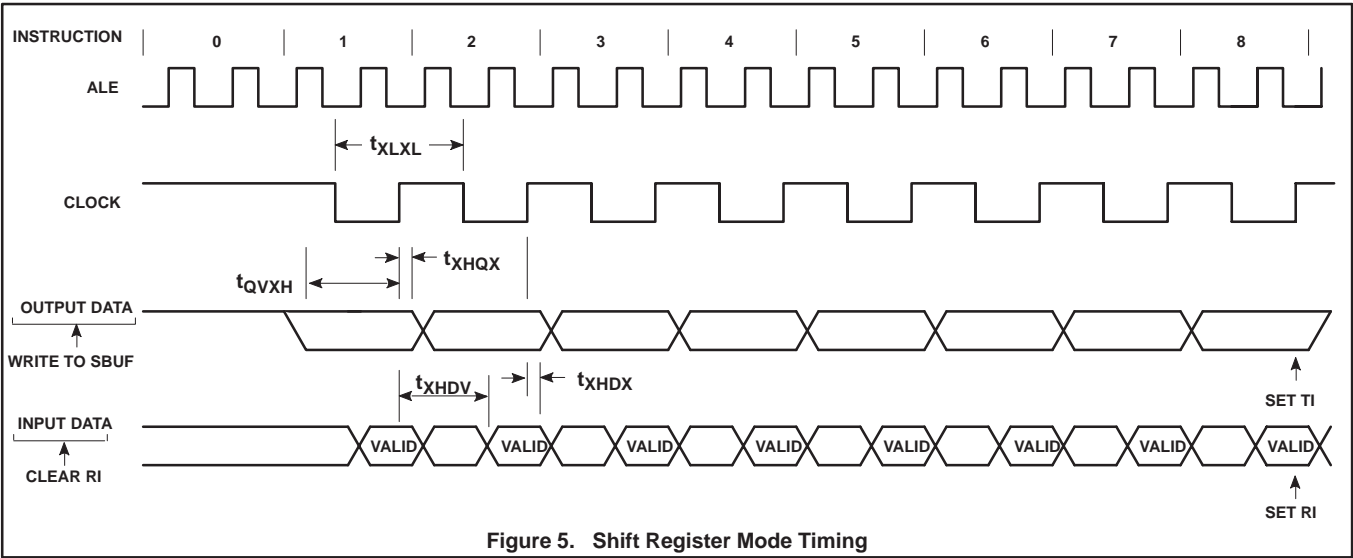 INSTRUCTION 0 1 2 3 4 5 6 7 8
ALE
tXLXL
CLOCK
tXHQX
tQVXH
OUTPUT DATA
WRITE TO SBUF
tXHDV tXHDX
SET TI
INPUT DATA
VALID VALID VALID VALID VALID VALID VALID VALID
CLEAR RI
SET RI
Figure 5. Shift Register Mode Timing